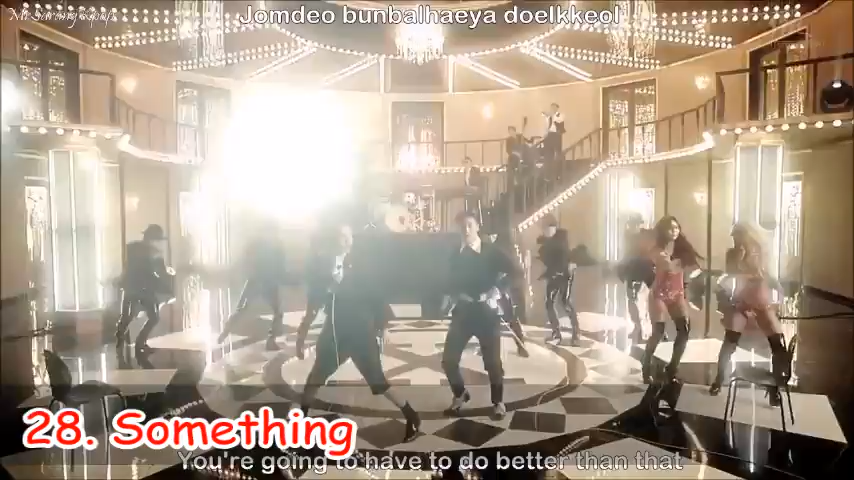 Jomdeo bunbalhaeya doelkkeol
28. Something
You're going to have to do better than that